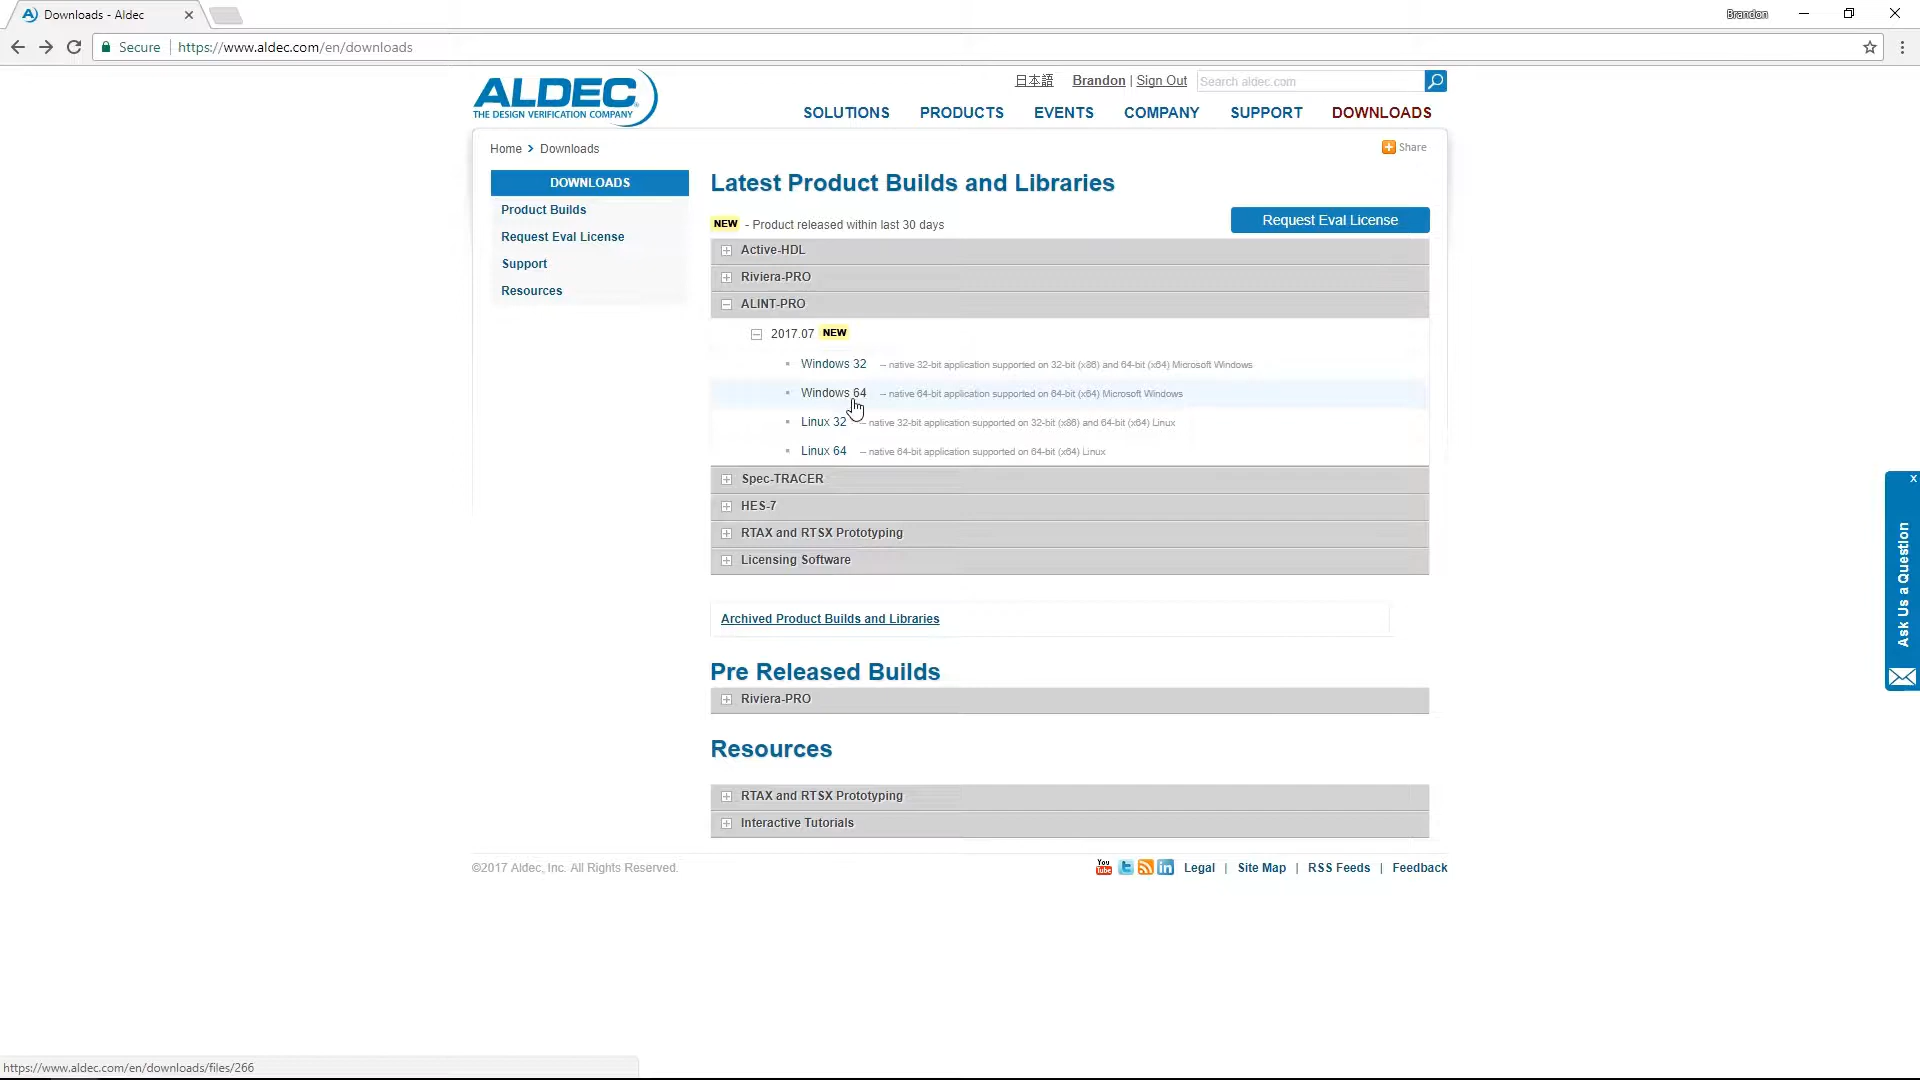 Downloads - Aldec
Brandon
Secure | https://www.aldec.com/en/downloads
ALDEC
THE DESIGN VERIFICATION COMPANY
日本語 Brandon | Sign Out Search aldec.com
SOLUTIONS PRODUCTS EVENTS COMPANY SUPPORT DOWNLOADS
Home > Downloads
Share
DOWNLOADS
Product Builds
Request Eval License
Support
Resources
Latest Product Builds and Libraries
NEW - Product released within last 30 days
Request Eval License
Active-HDL
Riviera-PRO
ALINT-PRO
2017.07 NEW
Windows 32 -- native 32-bit application supported on 32-bit (x86) and 64-bit (x64) Microsoft Windows
Windows 64 -- native 64-bit application supported on 64-bit (x64) Microsoft Windows
Linux 32 -- native 32-bit application supported on 32-bit (x86) and 64-bit (x64) Linux
Linux 64 -- native 64-bit application supported on 64-bit (x64) Linux
Spec-TRACER
HES-7
RTAX and RTSX Prototyping
Licensing Software
Archived Product Builds and Libraries
Pre Released Builds
Riviera-PRO
Resources
RTAX and RTSX Prototyping
Interactive Tutorials
x
Ask Us a Question
©2017 Aldec, Inc. All Rights Reserved.
You Tube t in Legal | Site Map | RSS Feeds | Feedback
https://www.aldec.com/en/downloads/files/266